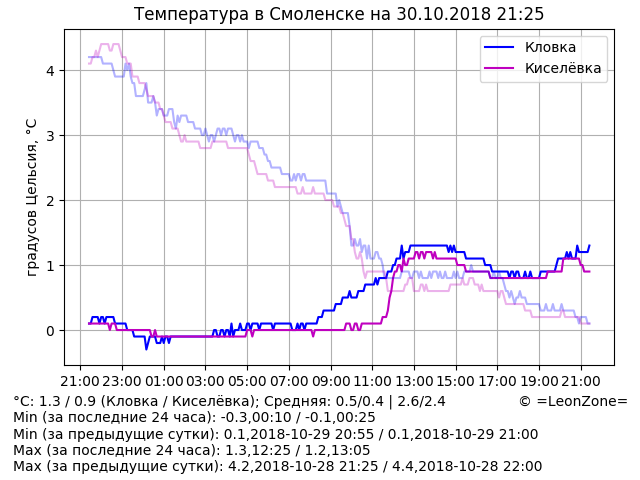 Температура в Смоленске на 30.10.2018 21:25
градусов Цельсия, °C
4
3
2
1
0
Кловка
Киселёвка
21:00 23:00 01:00 03:00 05:00 07:00 09:00 11:00 13:00 15:00 17:00 19:00 21:00
°C: 1.3 / 0.9 (Кловка / Киселёвка); Средняя: 0.5/0.4 | 2.6/2.4 © =LeonZone=
Min (за последние 24 часа): -0.3,00:10 / -0.1,00:25
Min (за предыдущие сутки): 0.1,2018-10-29 20:55 / 0.1,2018-10-29 21:00
Max (за последние 24 часа): 1.3,12:25 / 1.2,13:05
Max (за предыдущие сутки): 4.2,2018-10-28 21:25 / 4.4,2018-10-28 22:00